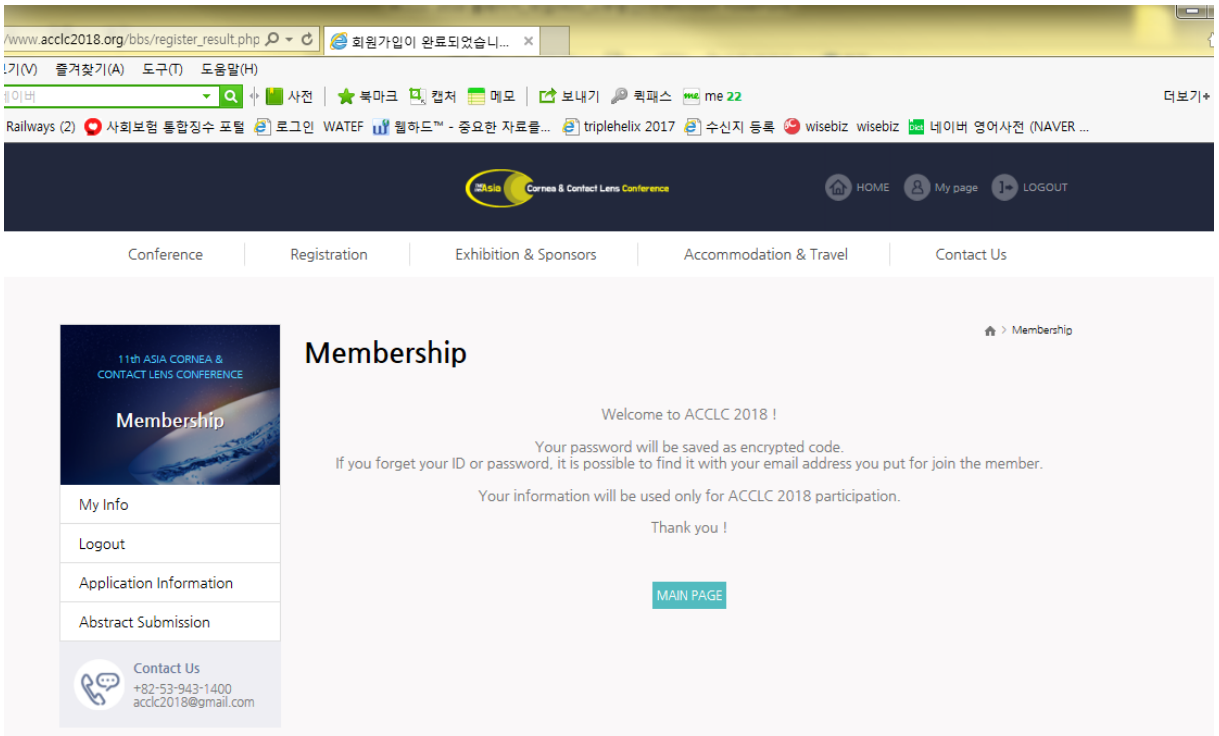 /www.acclc2018.org/bbs/register_result.php
회원가입이 완료되었습니...
기(V) 즐겨찾기(A) 도구(T) 도움말(H)
사전 북마크 캡처 메모 보내기 퀵패스 me 22 더보기+
Railways (2) 사회보험 통합징수 포털 로그인 WATEF 웹하드™ - 중요한 자료를... triplehelix 2017 수신지 등록 wisebiz wisebiz 네이버 영어사전 (NAVER ...
Asia Cornea & Contact Lens Conference
HOME My page LOGOUT
Conference Registration Exhibition & Sponsors Accommodation & Travel Contact Us
> Membership
11th ASIA CORNEA &
CONTACT LENS CONFERENCE
Membership
Membership
Welcome to ACCLC 2018 !
Your password will be saved as encrypted code.
If you forget your ID or password, it is possible to find it with your email address you put for join the member.
Your information will be used only for ACCLC 2018 participation.
Thank you !
MAIN PAGE
My Info
Logout
Application Information
Abstract Submission
Contact Us
+82-53-943-1400
acclc2018@gmail.com